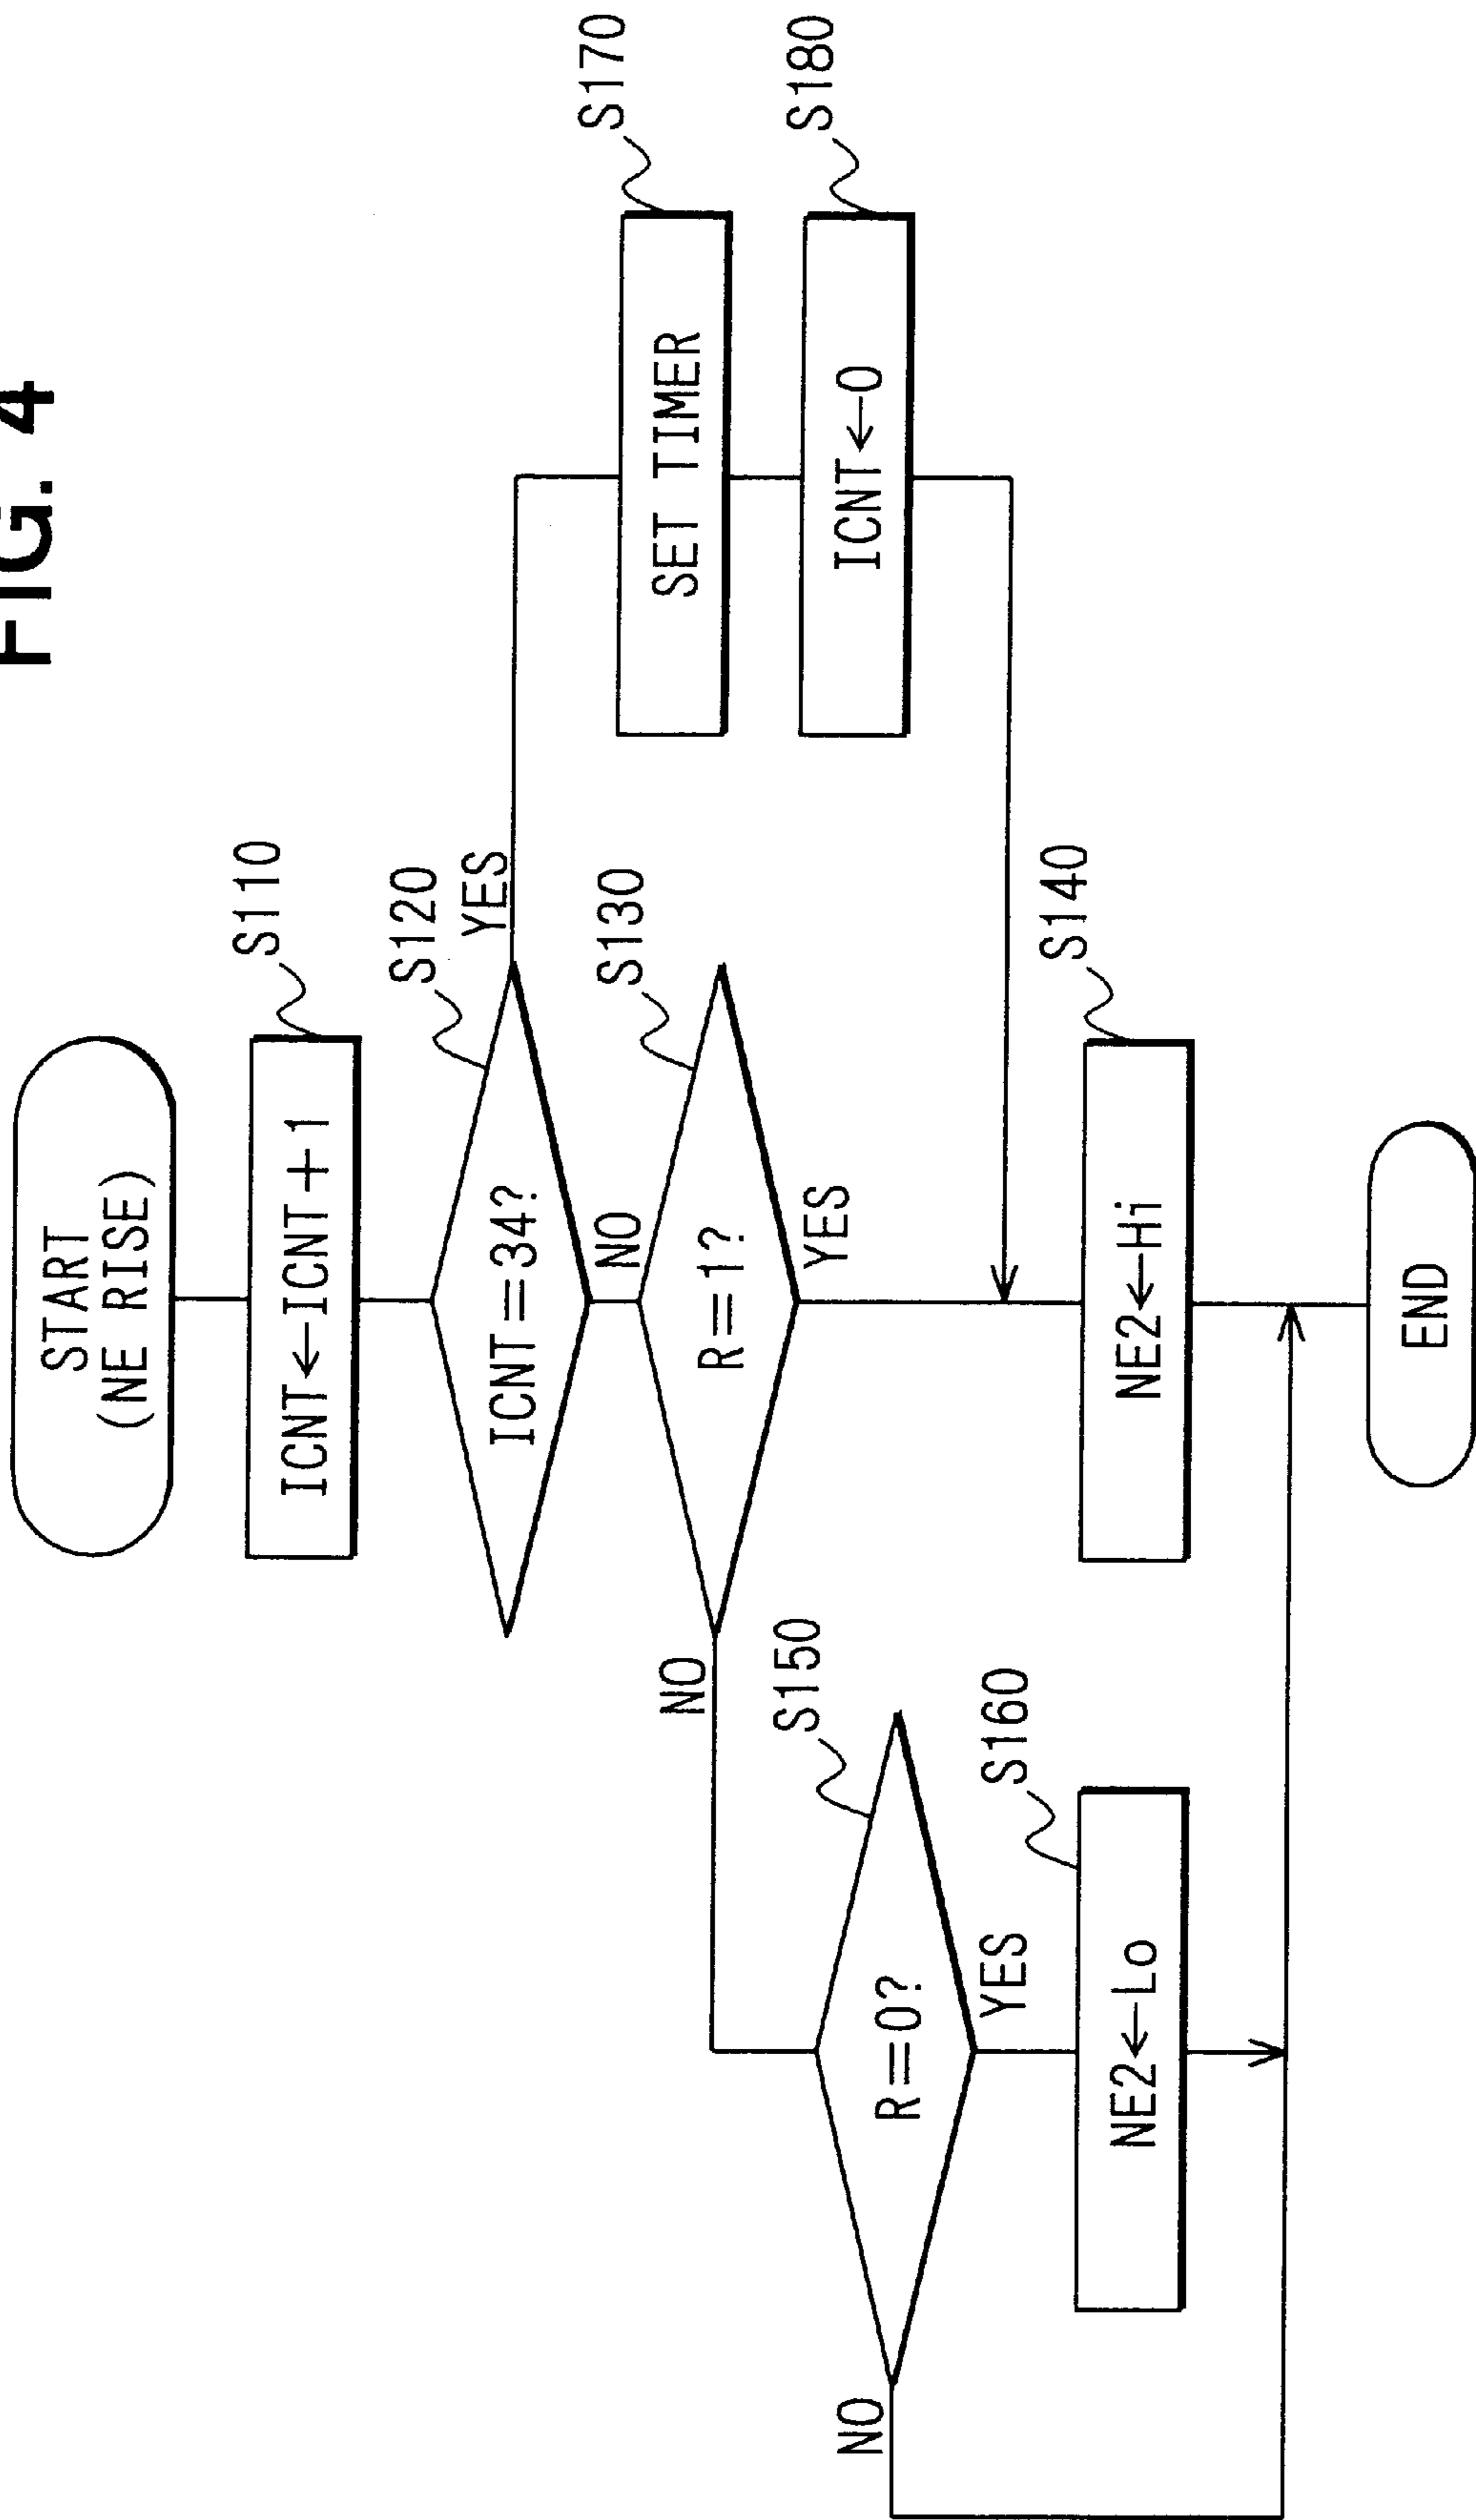 FIG. 4
START
(NE RISE)
S110
ICNT←ICNT+1
S120
ICNT=34?
YES
NO
S130
R=1?
NO
YES
S170
SET TIMER
S180
ICNT←0
S150
R=0?
NO
YES
S160
NE2←Lo
S140
NE2←Hi
END